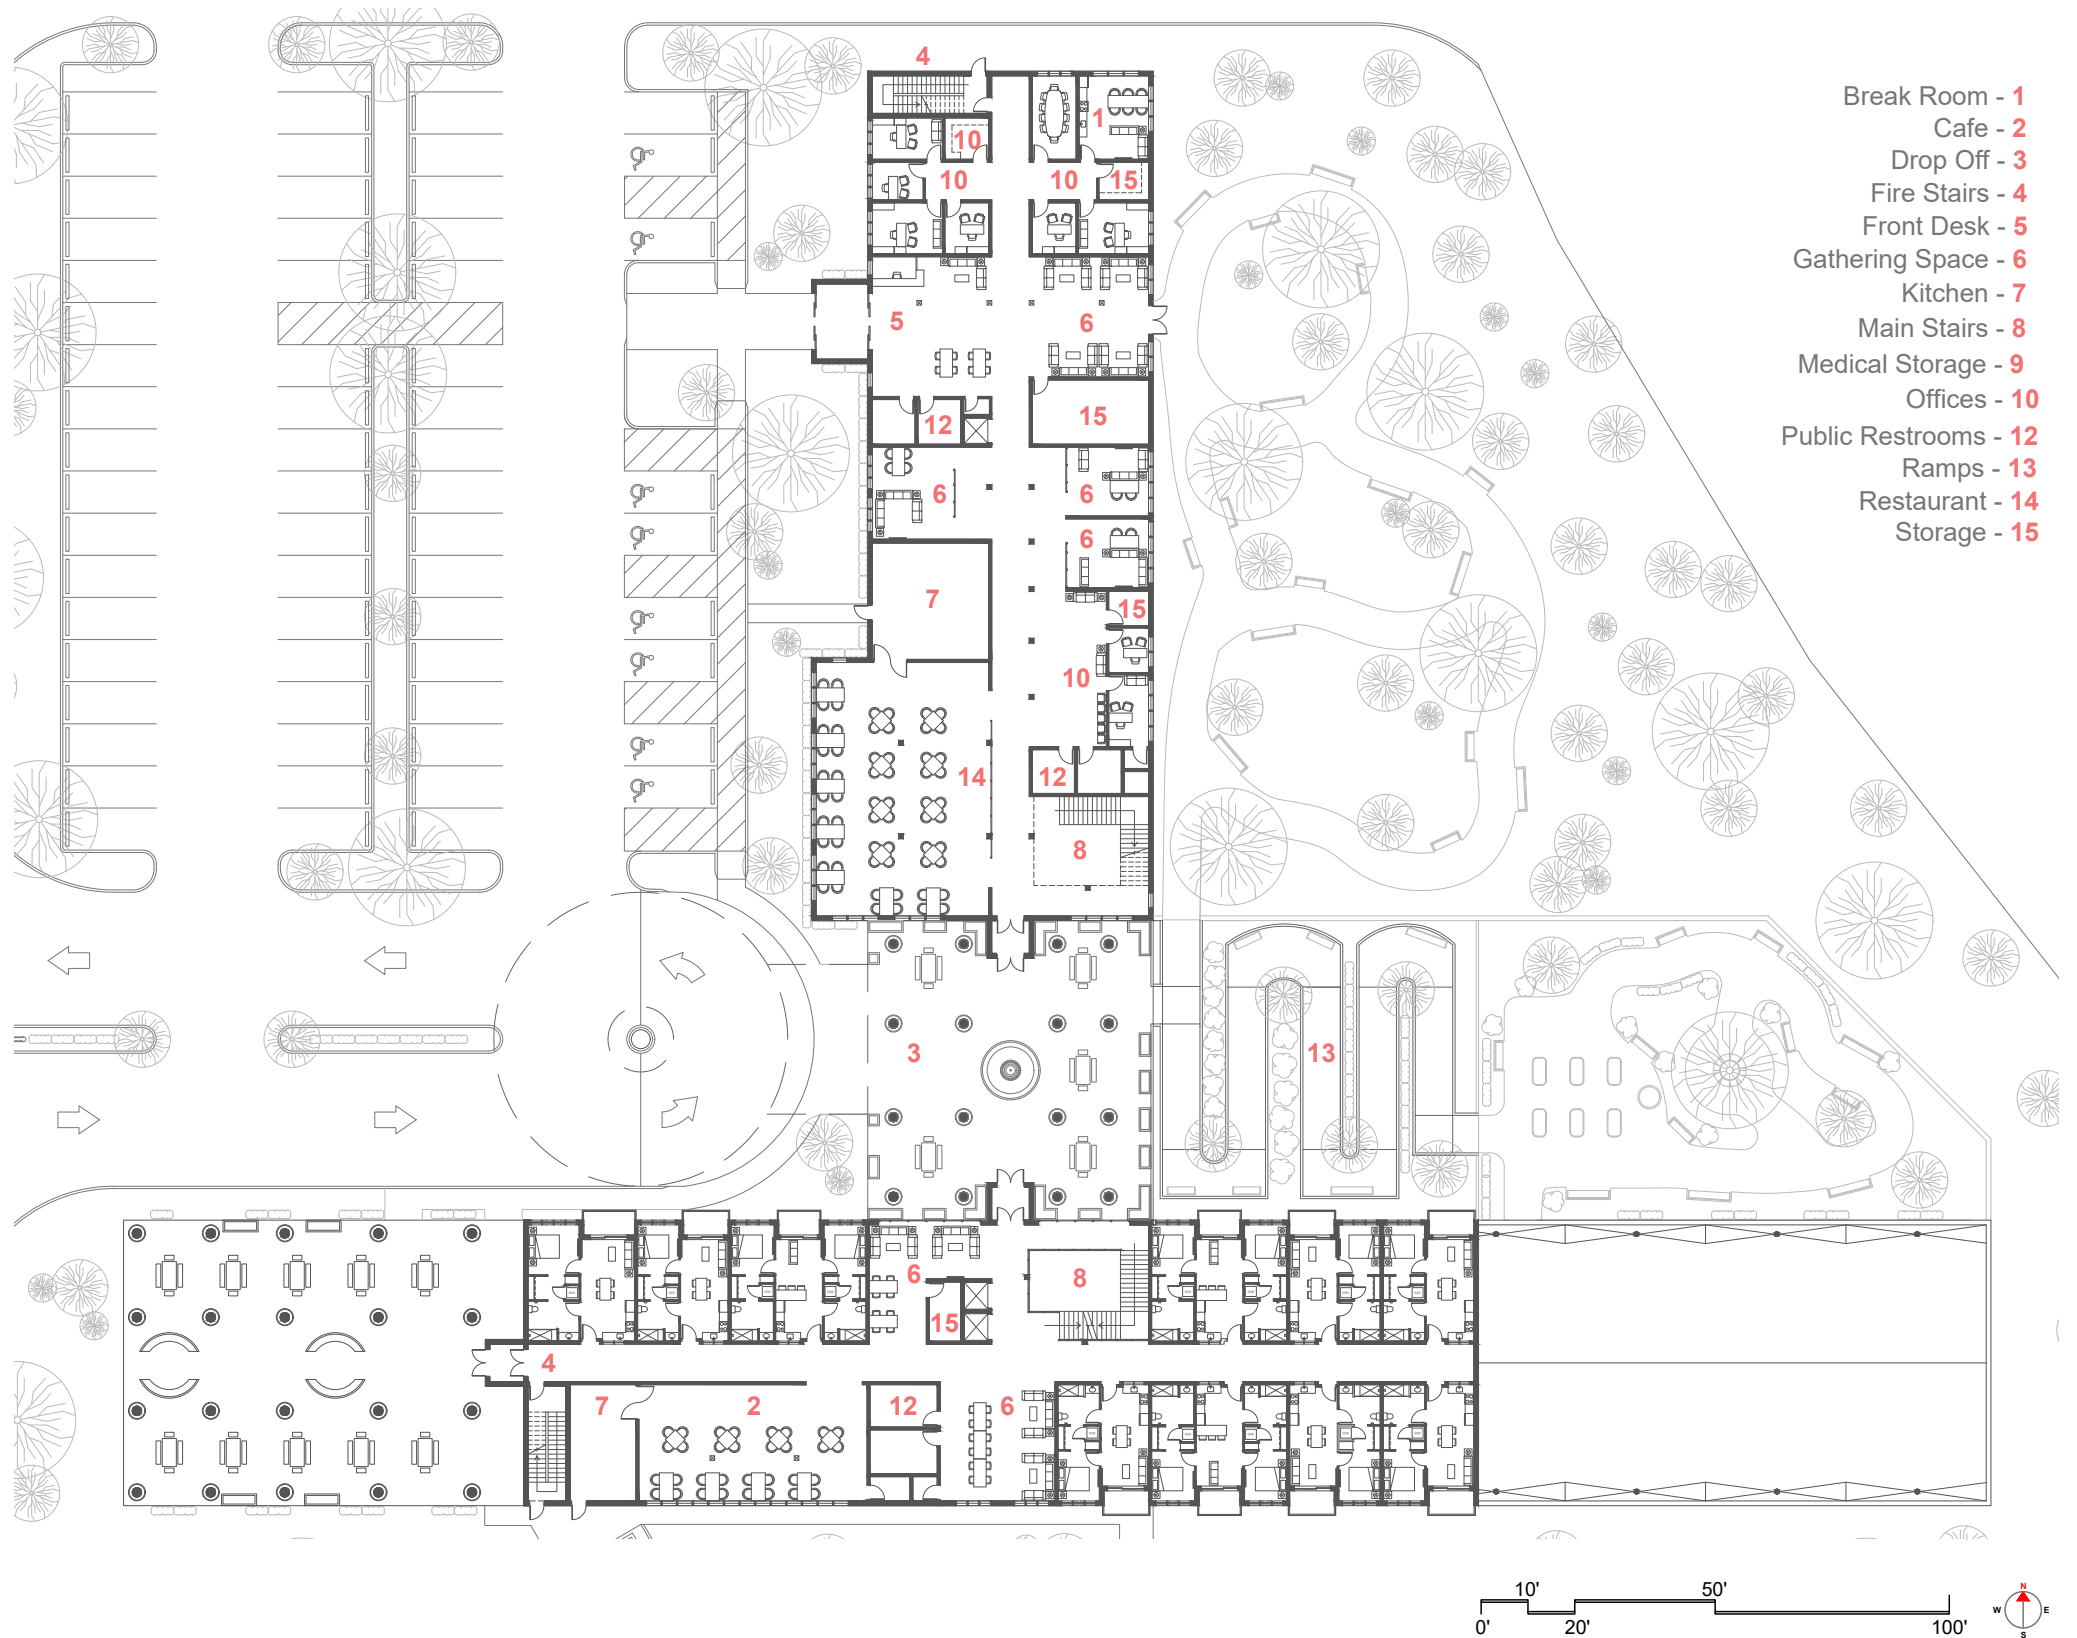 4
Break Room - 1
Cafe - 2
Drop Off - 3
Fire Stairs - 4
Front Desk - 5
Gathering Space - 6
Kitchen - 7
Main Stairs - 8
Medical Storage - 9
Offices - 10
Public Restrooms - 12
Ramps - 13
Restaurant - 14
Storage - 15
1
10
10
10
15
5
6
12
15
6
6
6
7
15
10
14
12
8
3
13
6
8
15
4
7
2
12
6
10'
50'
0'
20'
100'
N
W
E
S